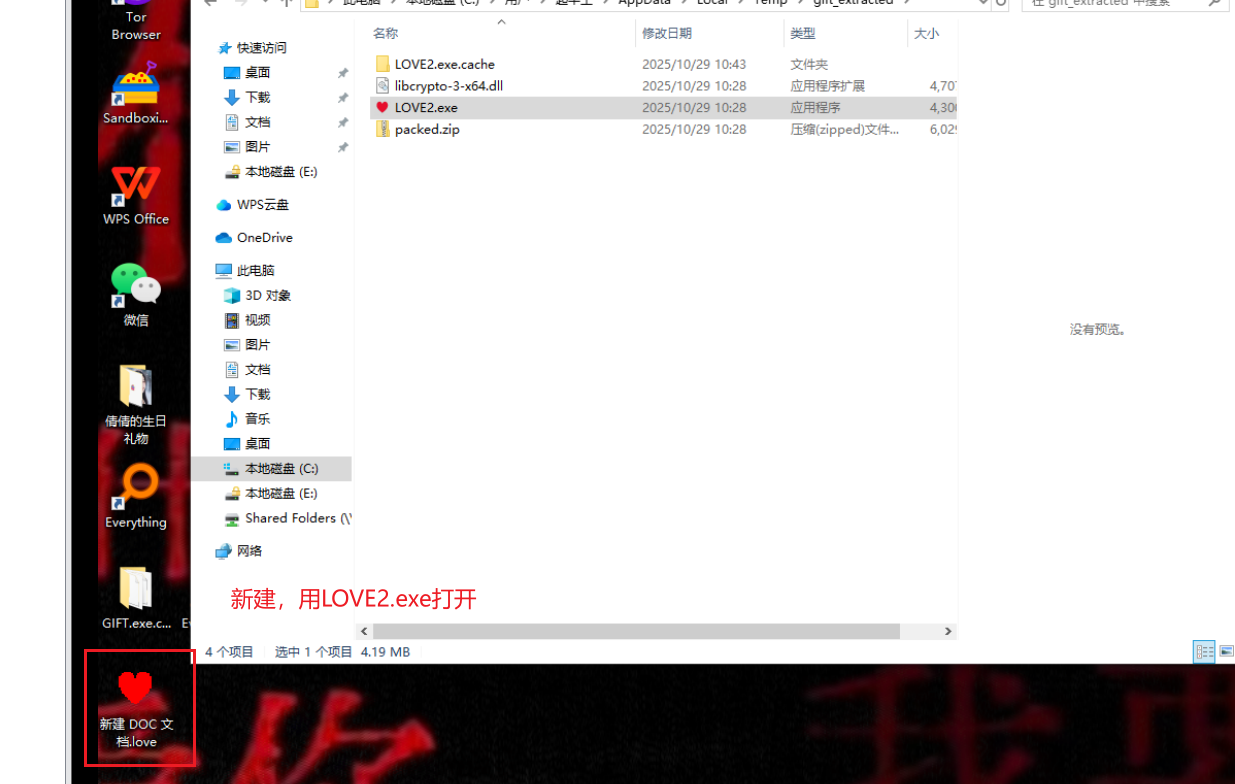 此电脑 > 本地磁盘 (C:) > 用户 > 起早王 > AppData > Local > Temp > gift_extracted >
在 gift_extracted 中搜索
Tor
Browser
Sandboxi...
WPS Office
微信
倩倩的生日
礼物
Everything
GIFT.exe.c...
新建 DOC 文
档.love
快速访问
桌面
下载
文档
图片
本地磁盘 (E:)
WPS云盘
OneDrive
此电脑
3D 对象
视频
图片
文档
下载
音乐
桌面
本地磁盘 (C:)
本地磁盘 (E:)
Shared Folders (\\
网络
名称 修改日期 类型 大小
LOVE2.exe.cache 2025/10/29 10:43 文件夹
libcrypto-3-x64.dll 2025/10/29 10:28 应用程序扩展 4,70
LOVE2.exe 2025/10/29 10:28 应用程序 4,30
packed.zip 2025/10/29 10:28 压缩(zipped)文件... 6,02
没有预览。
新建，用LOVE2.exe打开
4 个项目 选中 1 个项目 4.19 MB
你
我